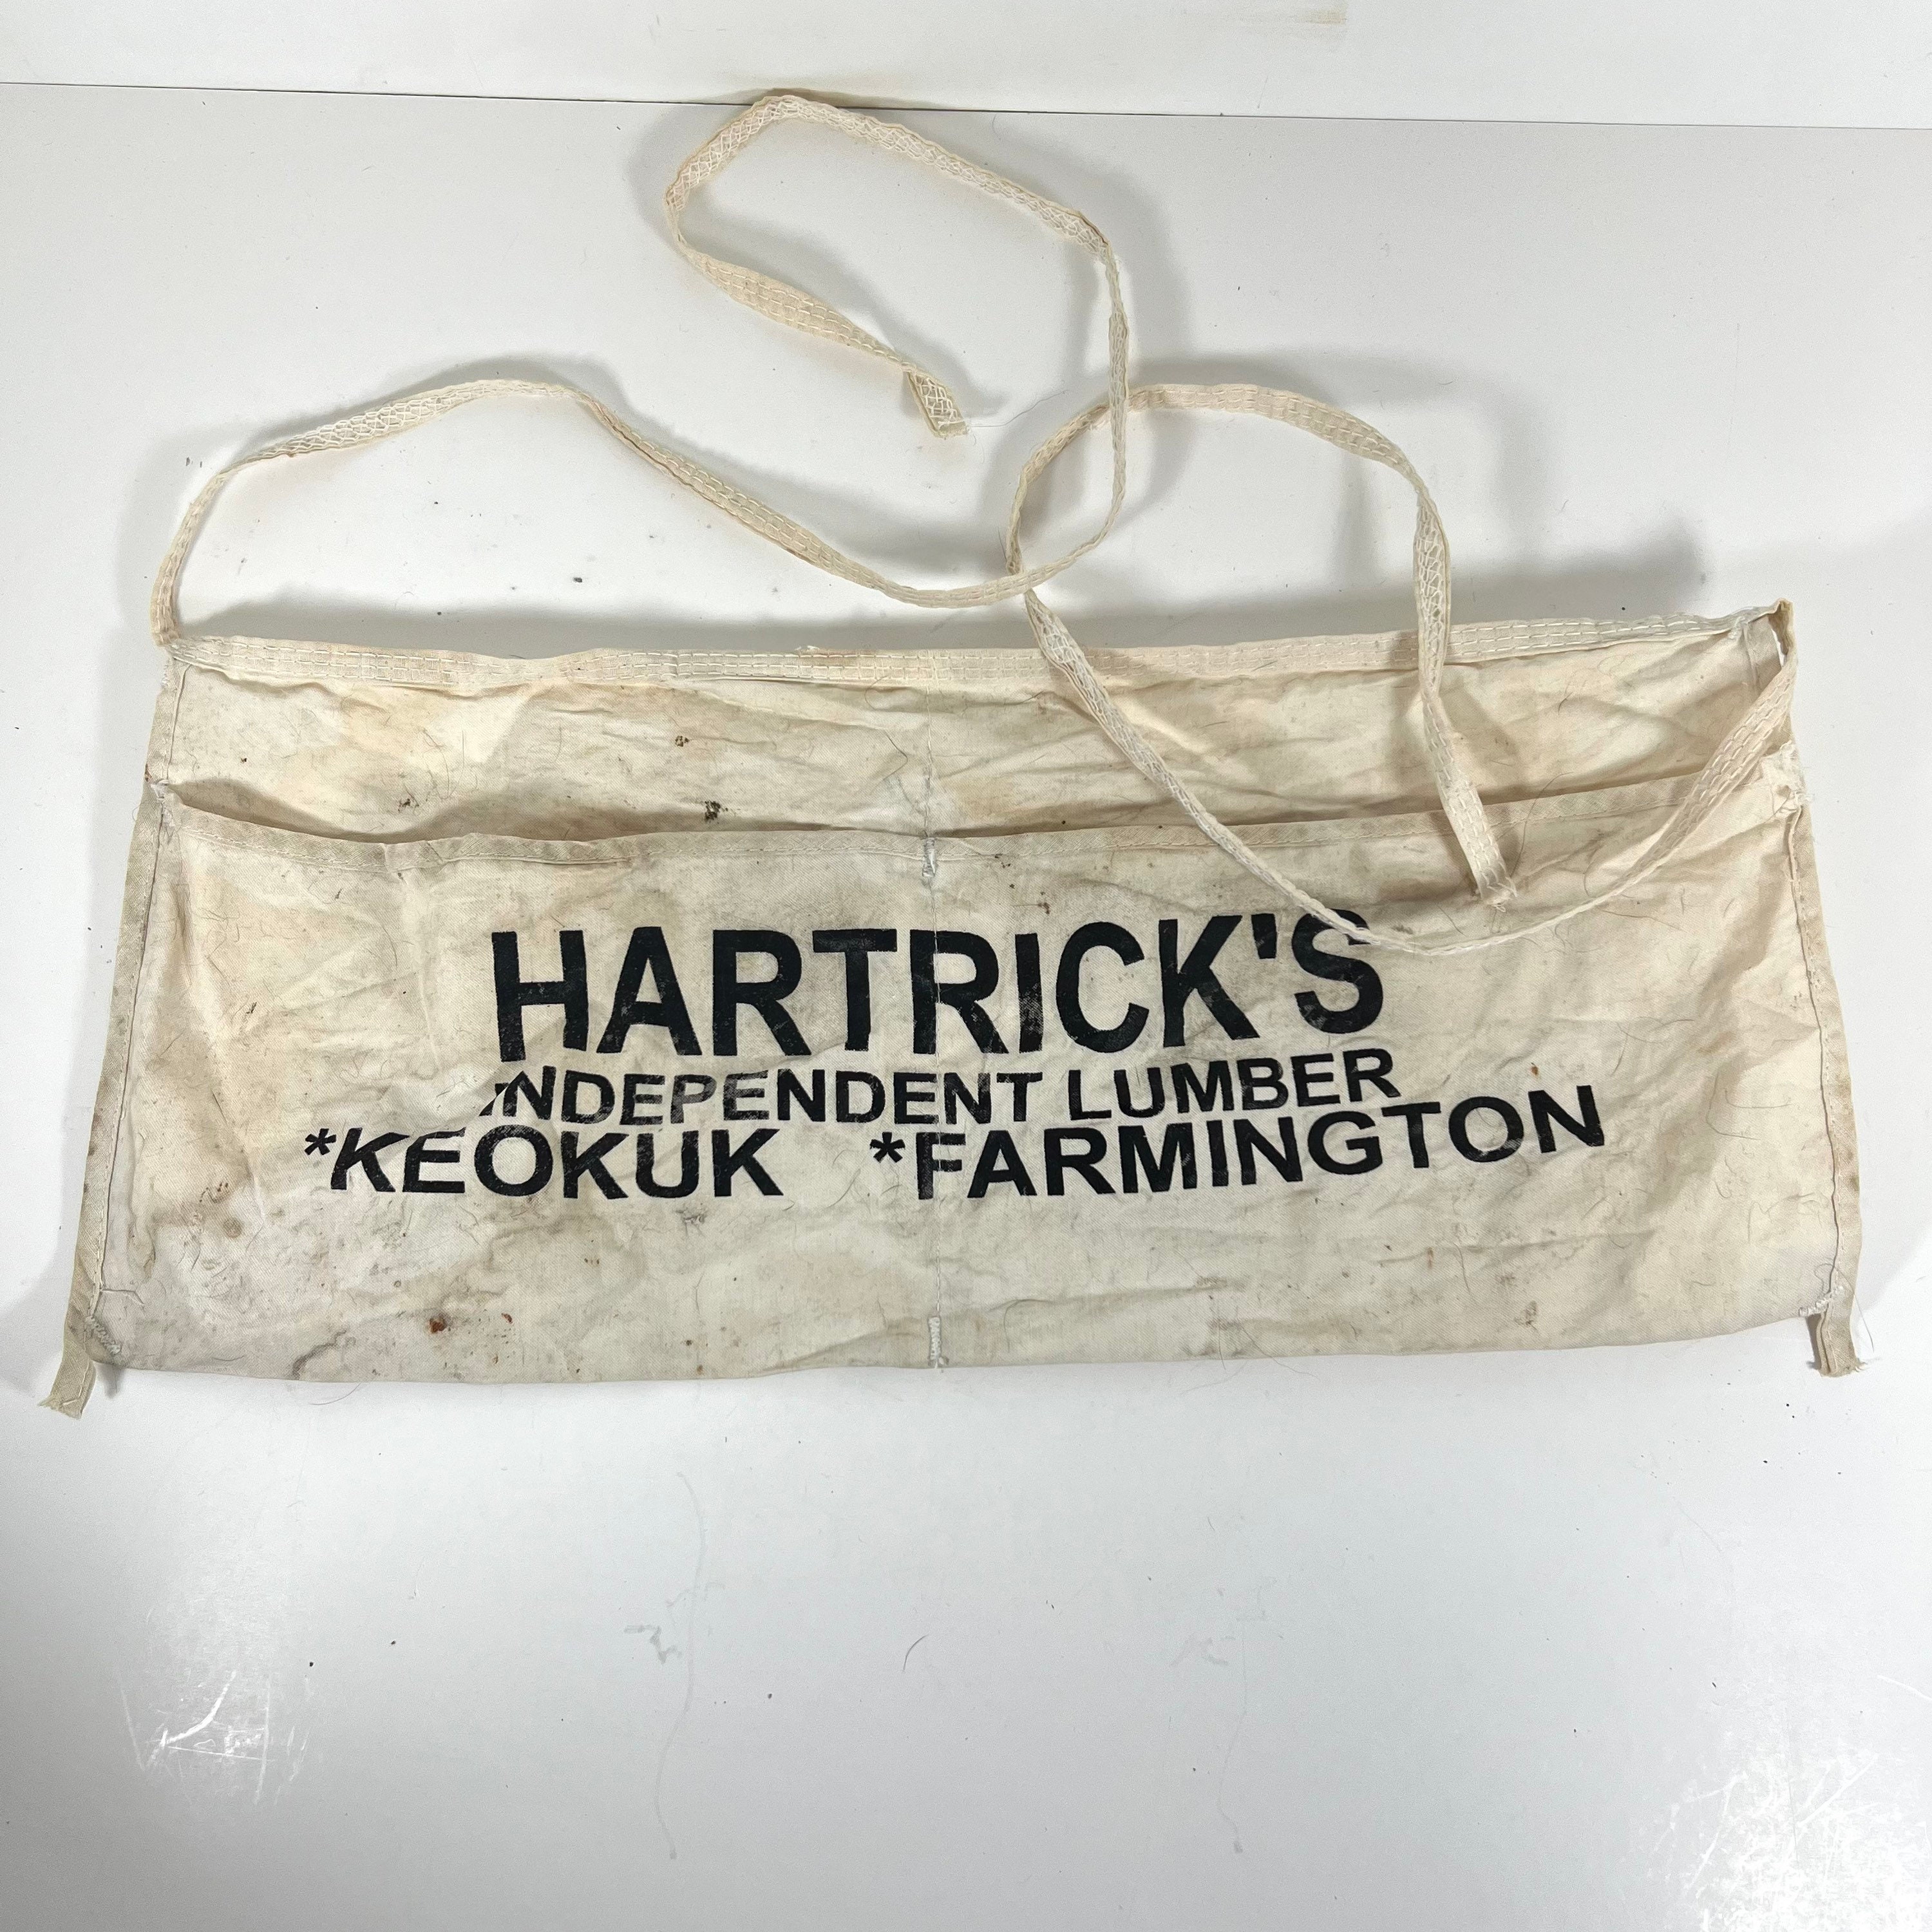 HARTRICK'S
INDEPENDENT LUMBER
*KEOKUK *FARMINGTON